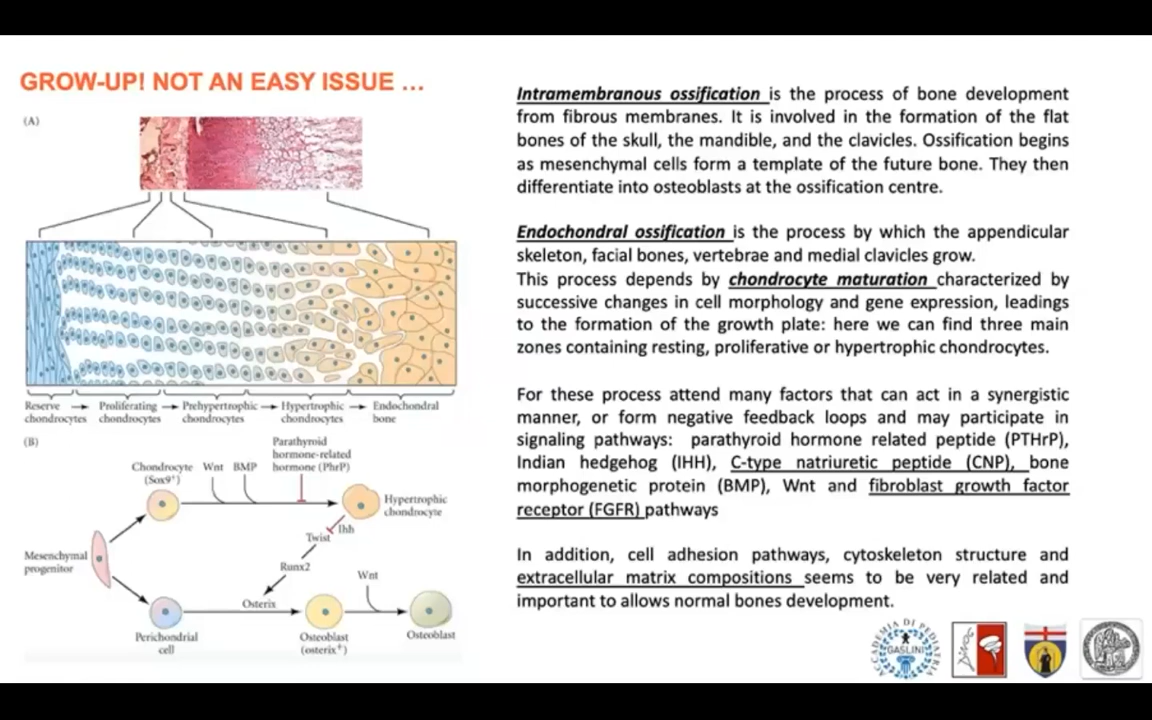 GROW-UP! NOT AN EASY ISSUE ...
(A)
Reserve chondrocytes
Proliferating chondrocytes
Prehypertrophic chondrocytes
Hypertrophic chondrocytes
Endochondral bone
(B)
Parathyroid
hormone-related
hormone (PhrP)
Chondrocyte
(Sox9⁺)
Wnt
BMP
Hypertrophic
chondrocyte
Ihh
Twist
Mesenchymal
progenitor
Runx2
Wnt
Osterix
Perichondrial
cell
Osteoblast
(osterix⁺)
Osteoblast
Intramembranous ossification is the process of bone development
from fibrous membranes. It is involved in the formation of the flat
bones of the skull, the mandible, and the clavicles. Ossification begins
as mesenchymal cells form a template of the future bone. They then
differentiate into osteoblasts at the ossification centre.
Endochondral ossification is the process by which the appendicular
skeleton, facial bones, vertebrae and medial clavicles grow.
This process depends by chondrocyte maturation characterized by
successive changes in cell morphology and gene expression, leadings
to the formation of the growth plate: here we can find three main
zones containing resting, proliferative or hypertrophic chondrocytes.
For these process attend many factors that can act in a synergistic
manner, or form negative feedback loops and may participate in
signaling pathways: parathyroid hormone related peptide (PTHrP),
Indian hedgehog (IHH), C-type natriuretic peptide (CNP), bone
morphogenetic protein (BMP), Wnt and fibroblast growth factor
receptor (FGFR) pathways
In addition, cell adhesion pathways, cytoskeleton structure and
extracellular matrix compositions seems to be very related and
important to allows normal bones development.
ACCADEMIA DI PEDIATRIA
GASLINI